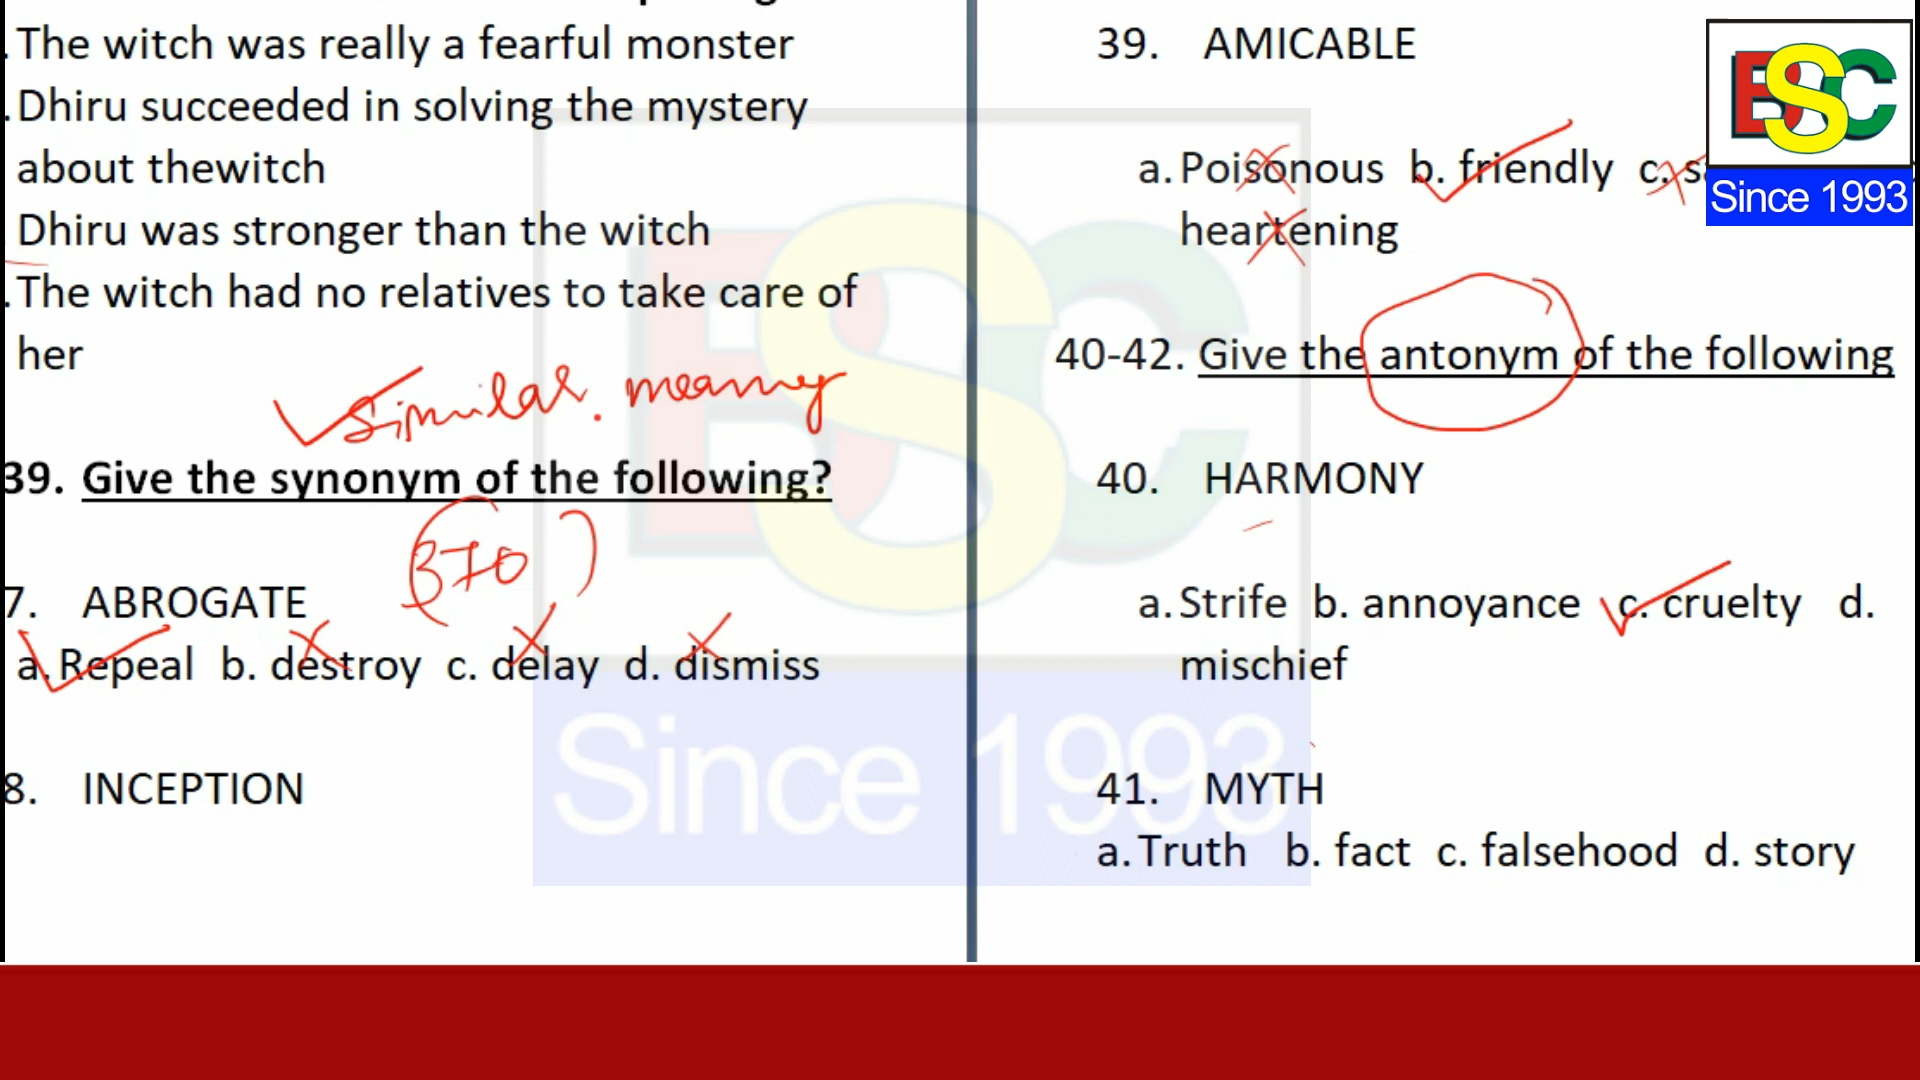 .The witch was really a fearful monster
.Dhiru succeeded in solving the mystery
about thewitch
Dhiru was stronger than the witch
.The witch had no relatives to take care of
her
Similar. meaning
39. Give the synonym of the following?
(370)
7. ABROGATE
a. Repeal b. destroy c. delay d. dismiss
8. INCEPTION
39. AMICABLE
a. Poisonous b. friendly c.
heartening
40-42. Give the antonym of the following
40. HARMONY
a. Strife b. annoyance c. cruelty d.
mischief
41. MYTH
a. Truth b. fact c. falsehood d. story
BSC
Since 1993
Since 1993